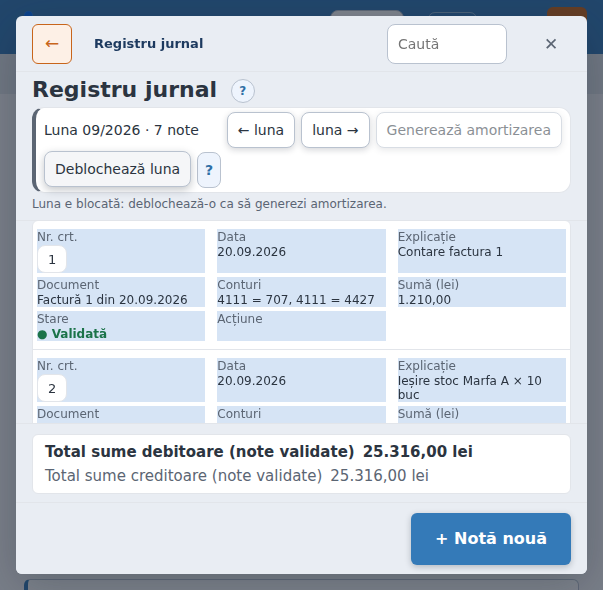 ← Registru jurnal Caută ✕
Registru jurnal ?
Luna 09/2026 · 7 note ← luna luna → Generează amortizarea
Deblochează luna ?
Luna e blocată: deblochează-o ca să generezi amortizarea.
Nr. crt. Data Explicație
1 20.09.2026 Contare factura 1
Document Conturi Sumă (lei)
Factură 1 din 20.09.2026 4111 = 707, 4111 = 4427 1.210,00
Stare Acțiune
● Validată
Nr. crt. Data Explicație
2 20.09.2026 Ieșire stoc Marfa A × 10
buc
Document Conturi Sumă (lei)
Total sume debitoare (note validate) 25.316,00 lei
Total sume creditoare (note validate) 25.316,00 lei
+ Notă nouă